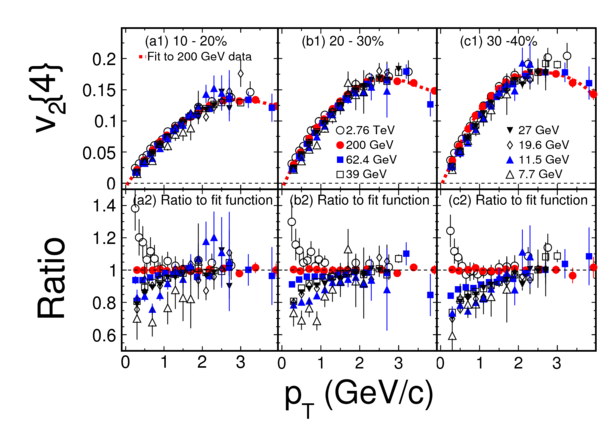 (a1) 10 - 20%
(b1) 20 - 30%
(c1) 30 -40%
Fit to 200 GeV data
v2{4}
0.2
0.15
0.1
0.05
0
2.76 TeV
200 GeV
62.4 GeV
39 GeV
27 GeV
19.6 GeV
11.5 GeV
7.7 GeV
(a2) Ratio to fit function
(b2) Ratio to fit function
(c2) Ratio to fit function
Ratio
1.4
1.2
1
0.8
0.6
0 1 2 3 0 1 2 3 0 1 2 3
pT (GeV/c)